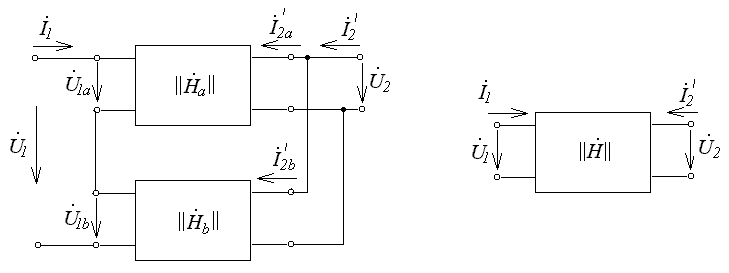 İ₁ İ'₂ₐ İ'₂
U̇₁ₐ ||Ḣₐ|| U̇₂
U̇₁ İ'₂b
U̇₁b ||Ḣb||
İ₁ İ'₂
U̇₁ ||Ḣ|| U̇₂